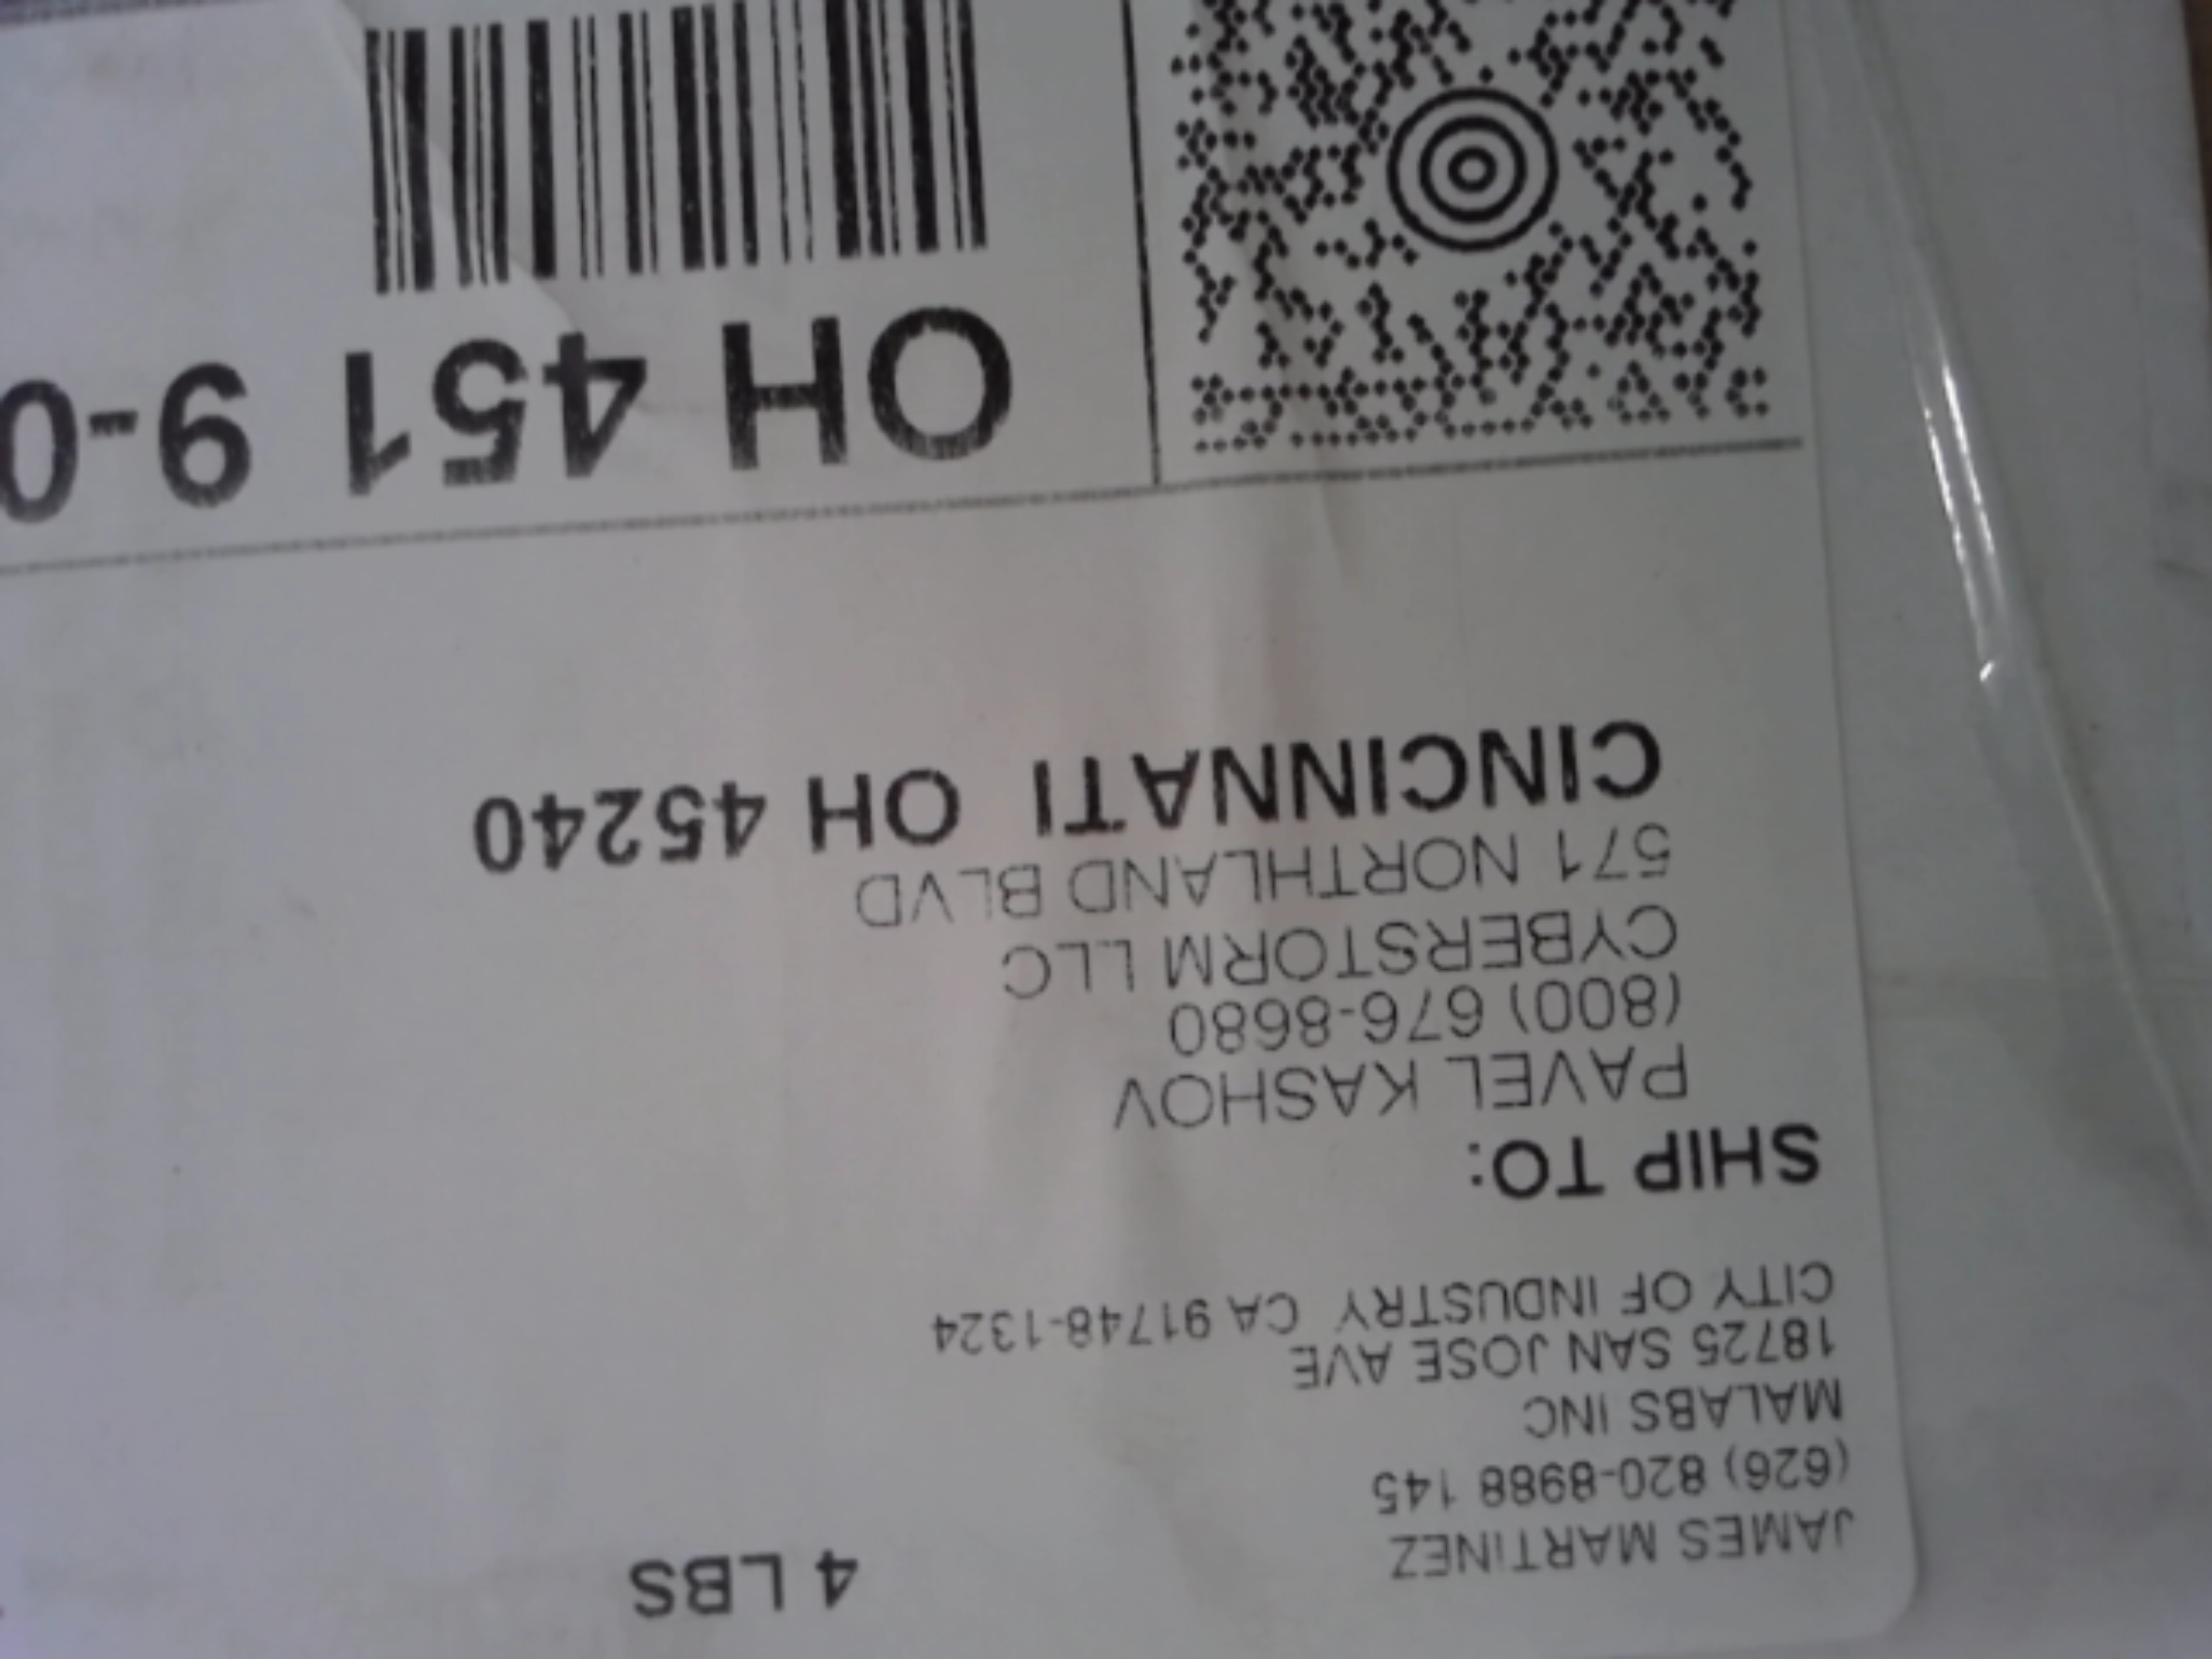 JAMES MARTINEZ
(626) 820-8988 145
MALABS INC
18725 SAN JOSE AVE
CITY OF INDUSTRY CA 91748-1324
4 LBS
SHIP TO:
PAVEL KASHOV
(800) 676-8680
CYBERSTORM LLC
571 NORTHLAND BLVD
CINCINNATI OH 45240
OH 451 9-0